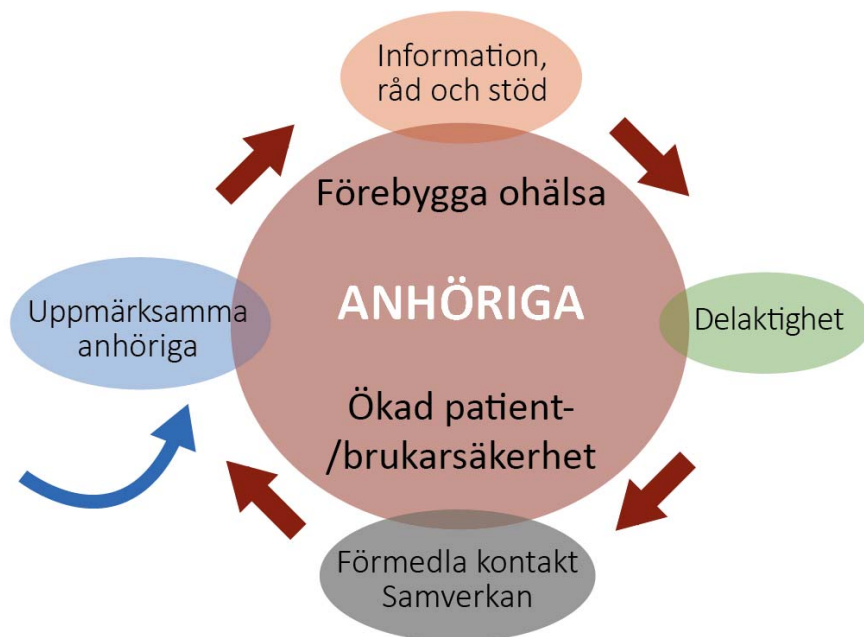 Information,
råd och stöd
Förebygga ohälsa
Uppmärksamma
anhöriga
ANHÖRIGA
Delaktighet
Ökad patient-
/brukarsäkerhet
Förmedla kontakt
Samverkan